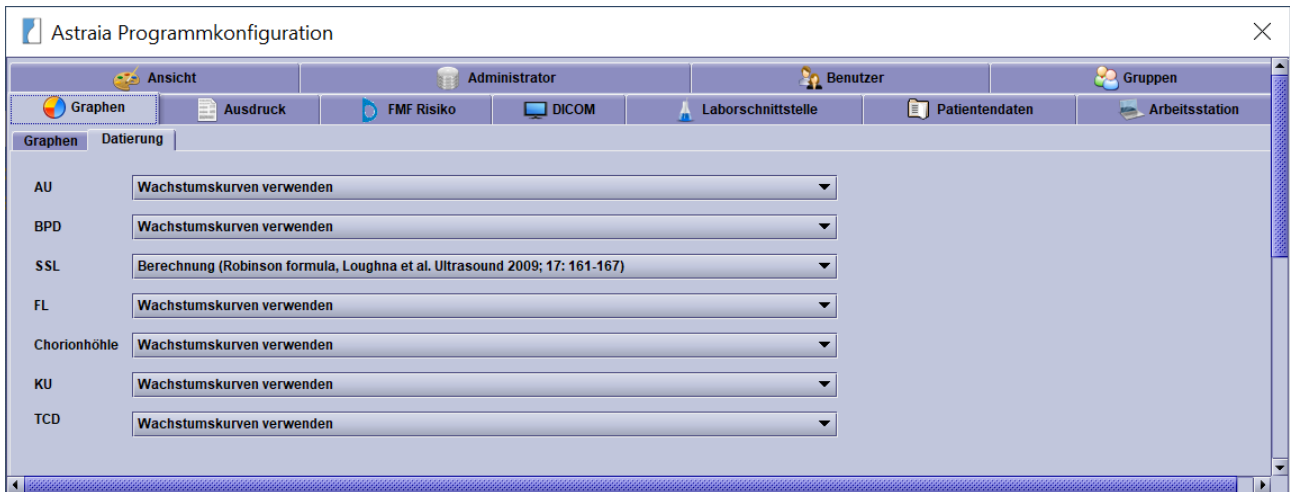 Astraia Programmkonfiguration
Ansicht Administrator Benutzer Gruppen
Graphen Ausdruck FMF Risiko DICOM Laborschnittstelle Patientendaten Arbeitsstation
Graphen Datierung
AU Wachstumskurven verwenden
BPD Wachstumskurven verwenden
SSL Berechnung (Robinson formula, Loughna et al. Ultrasound 2009; 17: 161-167)
FL Wachstumskurven verwenden
Chorionhöhle Wachstumskurven verwenden
KU Wachstumskurven verwenden
TCD Wachstumskurven verwenden